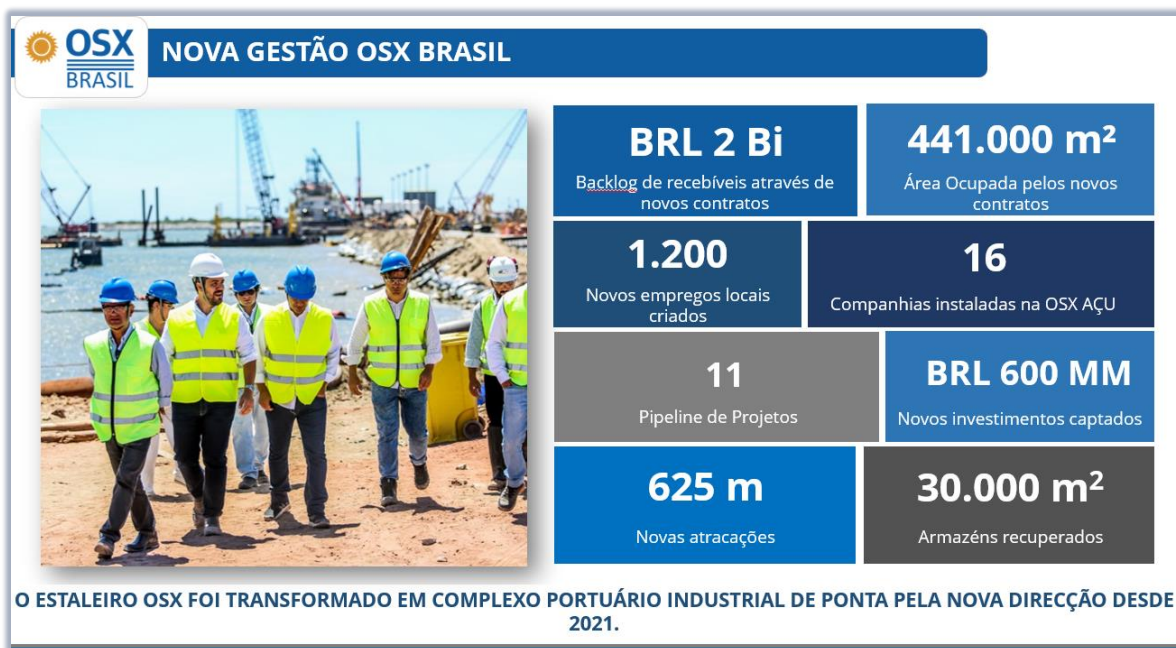 OSX
BRASIL
NOVA GESTÃO OSX BRASIL
BRL 2 Bi
Backlog de recebíveis através de
novos contratos
441.000 m²
Área Ocupada pelos novos
contratos
1.200
Novos empregos locais
criados
16
Companhias instaladas na OSX AÇU
11
Pipeline de Projetos
BRL 600 MM
Novos investimentos captados
625 m
Novas atracações
30.000 m²
Armazéns recuperados
O ESTALEIRO OSX FOI TRANSFORMADO EM COMPLEXO PORTUÁRIO INDUSTRIAL DE PONTA PELA NOVA DIRECÇÃO DESDE
2021.